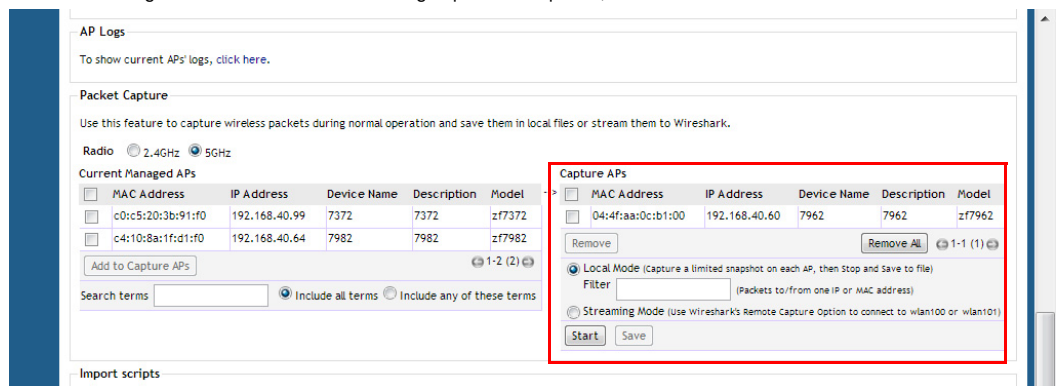 AP Logs
To show current APs' logs, click here.
Packet Capture
Use this feature to capture wireless packets during normal operation and save them in local files or stream them to Wireshark.
Radio 2.4GHz 5GHz
Current Managed APs
MAC Address IP Address Device Name Description Model
c0:c5:20:3b:91:f0 192.168.40.99 7372 7372 zf7372
c4:10:8a:1f:d1:f0 192.168.40.64 7982 7982 zf7982
Add to Capture APs 1-2 (2)
Search terms Include all terms Include any of these terms
-->
Capture APs
MAC Address IP Address Device Name Description Model
04:4f:aa:0c:b1:00 192.168.40.60 7962 7962 zf7962
Remove Remove All 1-1 (1)
Local Mode (Capture a limited snapshot on each AP, then Stop and Save to file)
Filter (Packets to/from one IP or MAC address)
Streaming Mode (Use Wireshark's Remote Capture Option to connect to wlan100 or wlan101)
Start Save
Import scripts